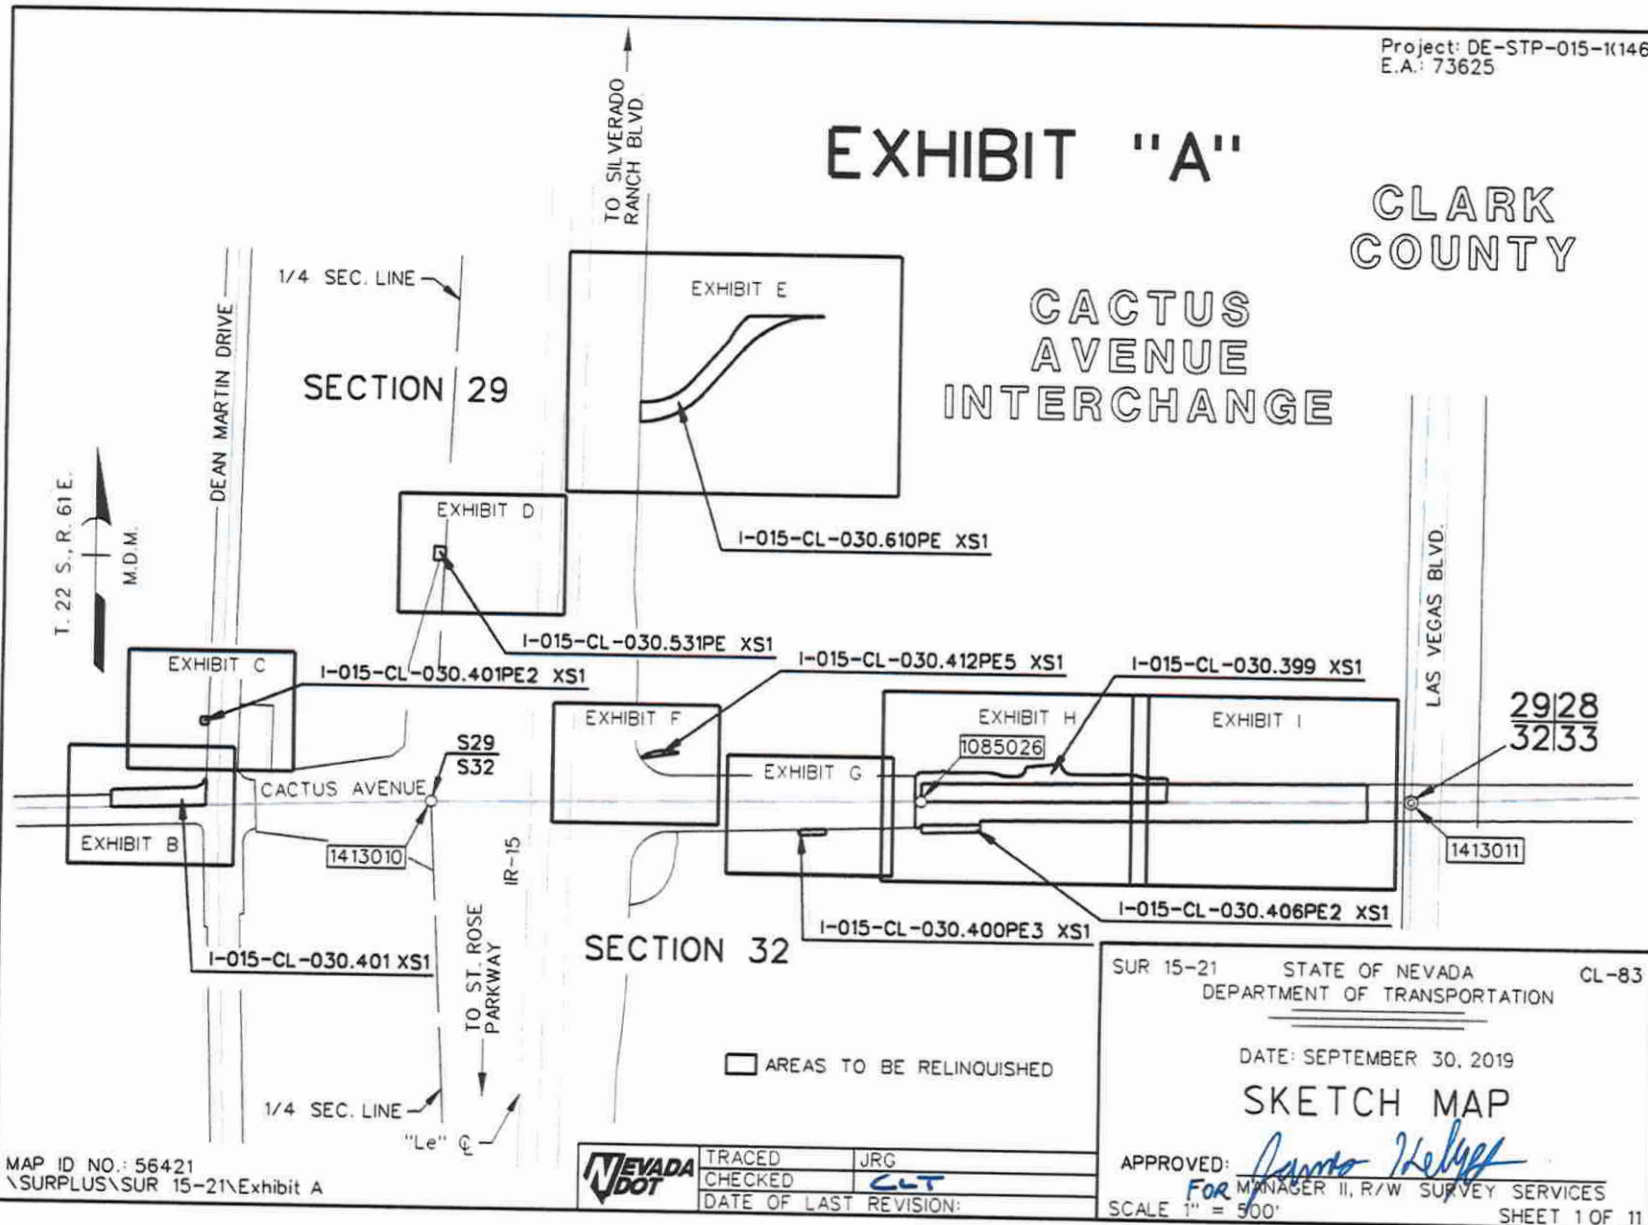 Project: DE-STP-015-1(146
E.A.: 73625
EXHIBIT "A"
CLARK
COUNTY
CACTUS
AVENUE
INTERCHANGE
TO SILVERADO
RANCH BLVD.
1/4 SEC. LINE
DEAN MARTIN DRIVE
SECTION 29
EXHIBIT E
I-015-CL-030.610PE XS1
T. 22 S., R. 61 E.
M.D.M.
EXHIBIT D
I-015-CL-030.531PE XS1
EXHIBIT C
I-015-CL-030.401PE2 XS1
I-015-CL-030.412PE5 XS1
I-015-CL-030.399 XS1
LAS VEGAS BLVD.
29|28
32|33
EXHIBIT F
EXHIBIT H
EXHIBIT I
1085026
S29
S32
EXHIBIT G
CACTUS AVENUE
EXHIBIT B
1413010
1413011
IR-15
I-015-CL-030.406PE2 XS1
I-015-CL-030.400PE3 XS1
SECTION 32
I-015-CL-030.401 XS1
TO ST. ROSE
PARKWAY
AREAS TO BE RELINQUISHED
1/4 SEC. LINE
"Le" ℄
SUR 15-21
STATE OF NEVADA
CL-83
DEPARTMENT OF TRANSPORTATION
DATE: SEPTEMBER 30, 2019
SKETCH MAP
APPROVED:
FOR MANAGER II, R/W SURVEY SERVICES
SCALE 1" = 500'
SHEET 1 OF 11
MAP ID NO.: 56421
\SURPLUS\SUR 15-21\Exhibit A
NEVADA
DOT
TRACED JRG
CHECKED CLT
DATE OF LAST REVISION: